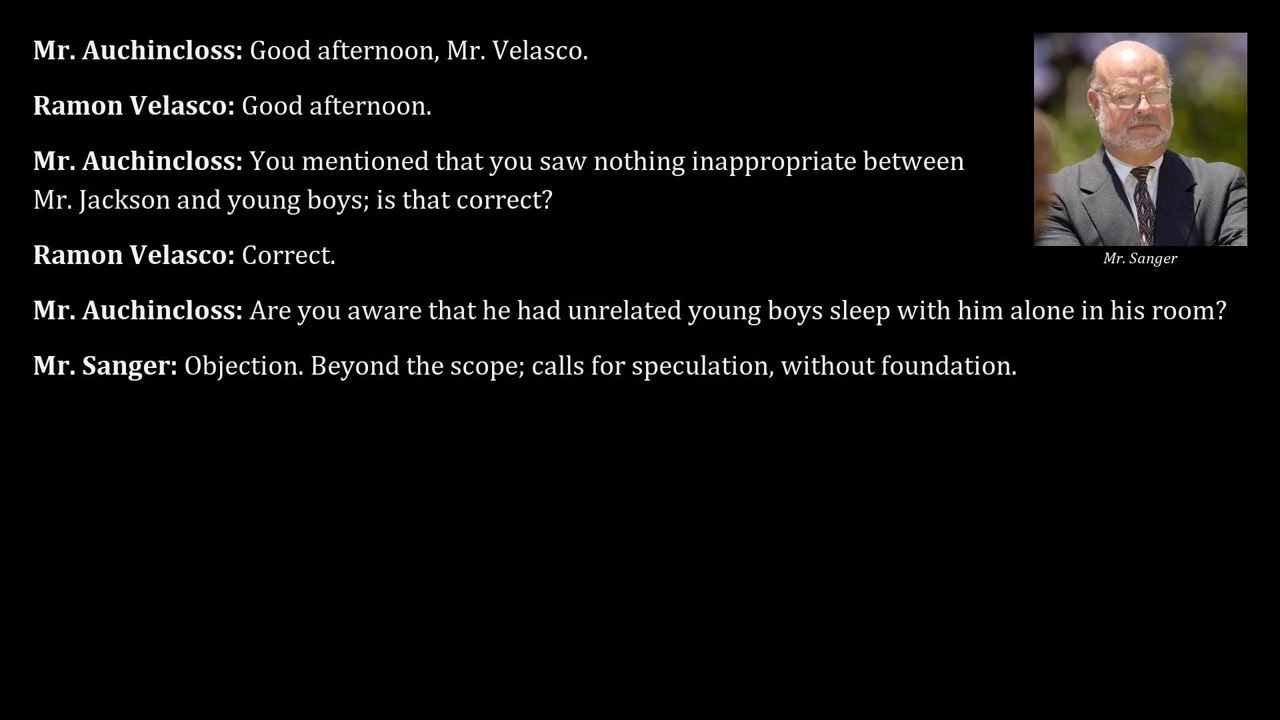 Mr. Auchincloss: Good afternoon, Mr. Velasco.
Ramon Velasco: Good afternoon.
Mr. Auchincloss: You mentioned that you saw nothing inappropriate between
Mr. Jackson and young boys; is that correct?
Mr. Sanger
Ramon Velasco: Correct.
Mr. Auchincloss: Are you aware that he had unrelated young boys sleep with him alone in his room?
Mr. Sanger: Objection. Beyond the scope; calls for speculation, without foundation.